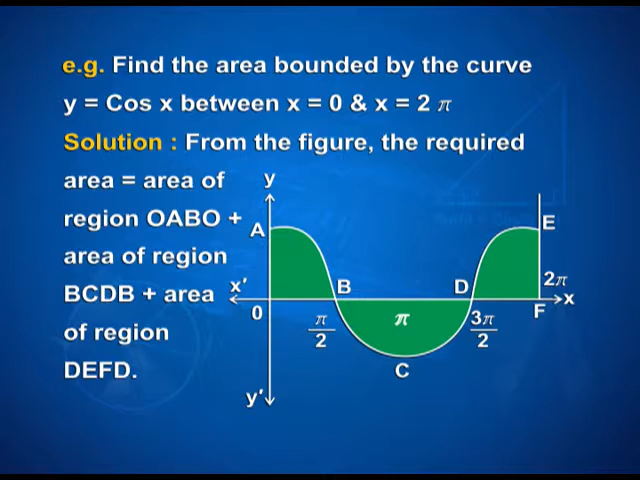 e.g. Find the area bounded by the curve
y = Cos x between x = 0 & x = 2 π
Solution : From the figure, the required
area = area of
region OABO +
area of region
BCDB + area
of region
DEFD.
y
A
E
x′
B
D
2π
x
0
π
2
π
3π
2
F
C
y′